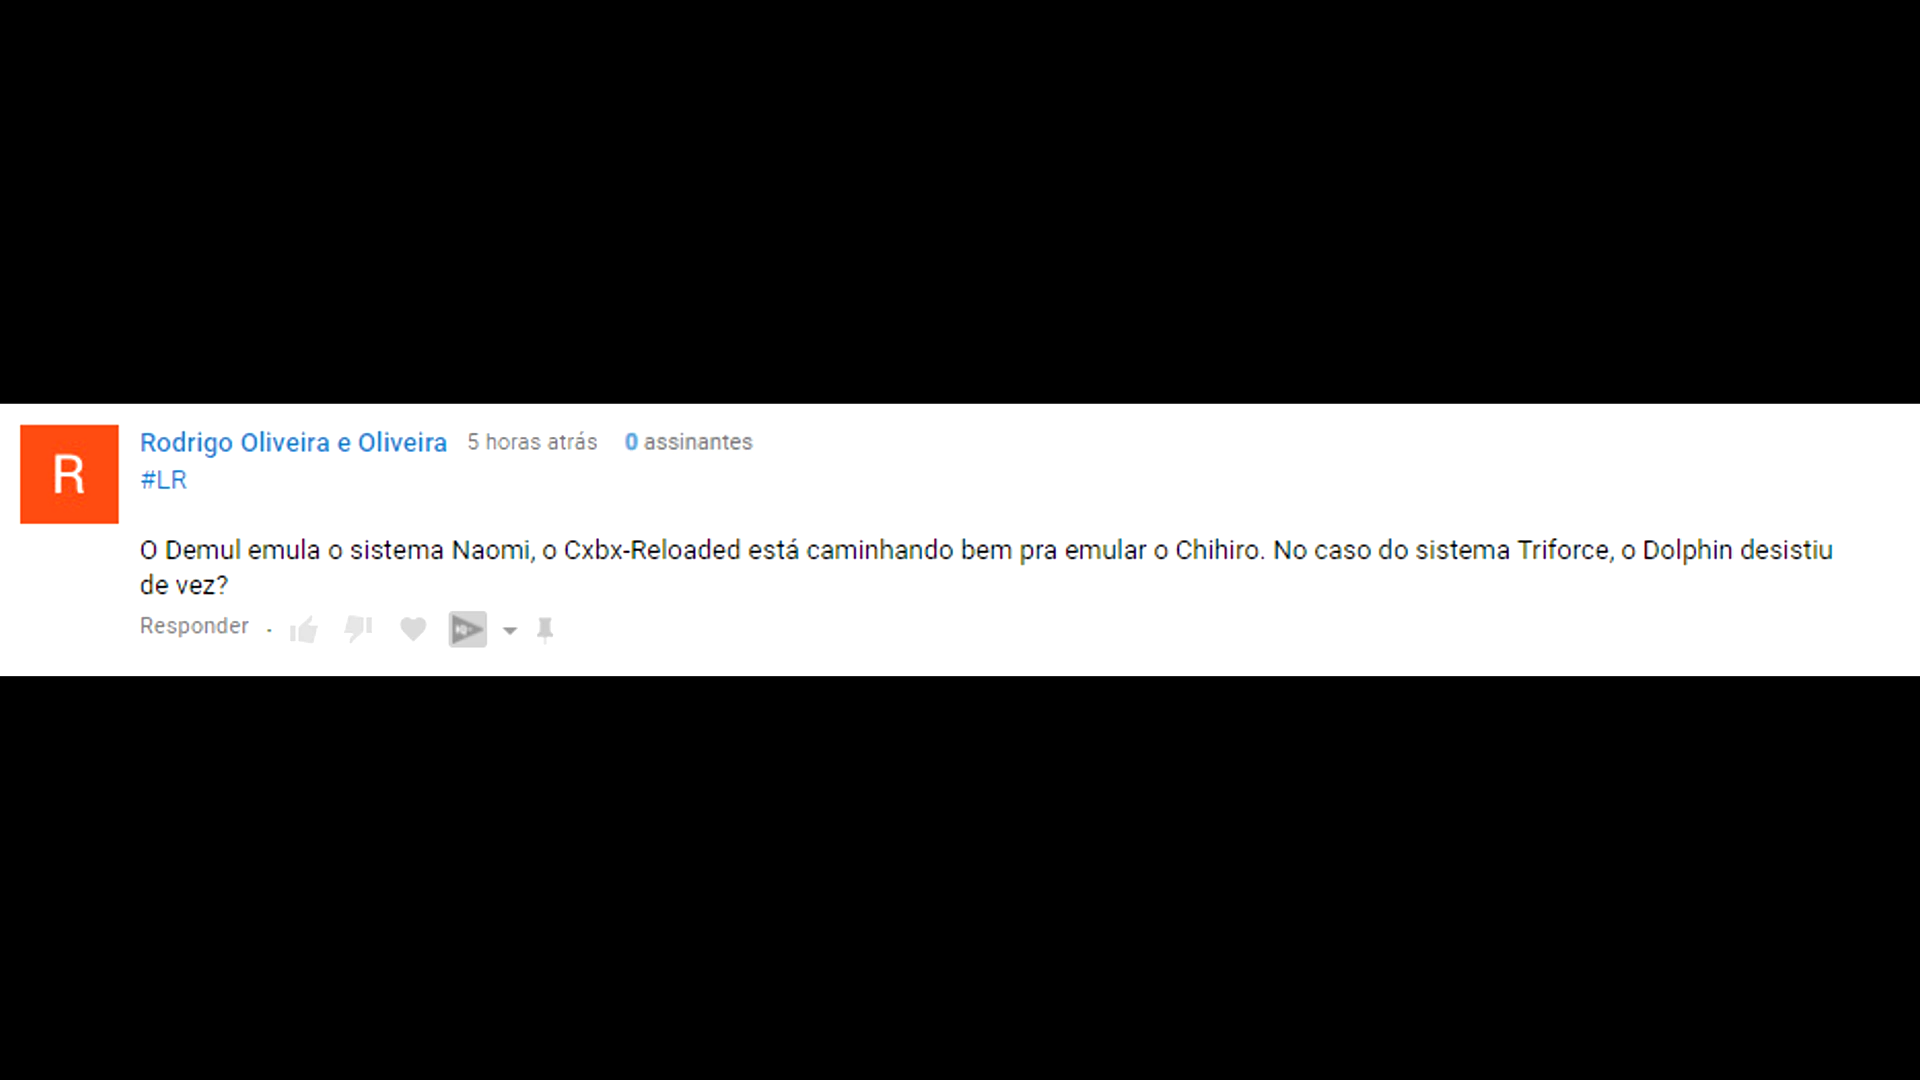 R
Rodrigo Oliveira e Oliveira 5 horas atrás 0 assinantes
#LR
O Demul emula o sistema Naomi, o Cxbx-Reloaded está caminhando bem pra emular o Chihiro. No caso do sistema Triforce, o Dolphin desistiu
de vez?
Responder